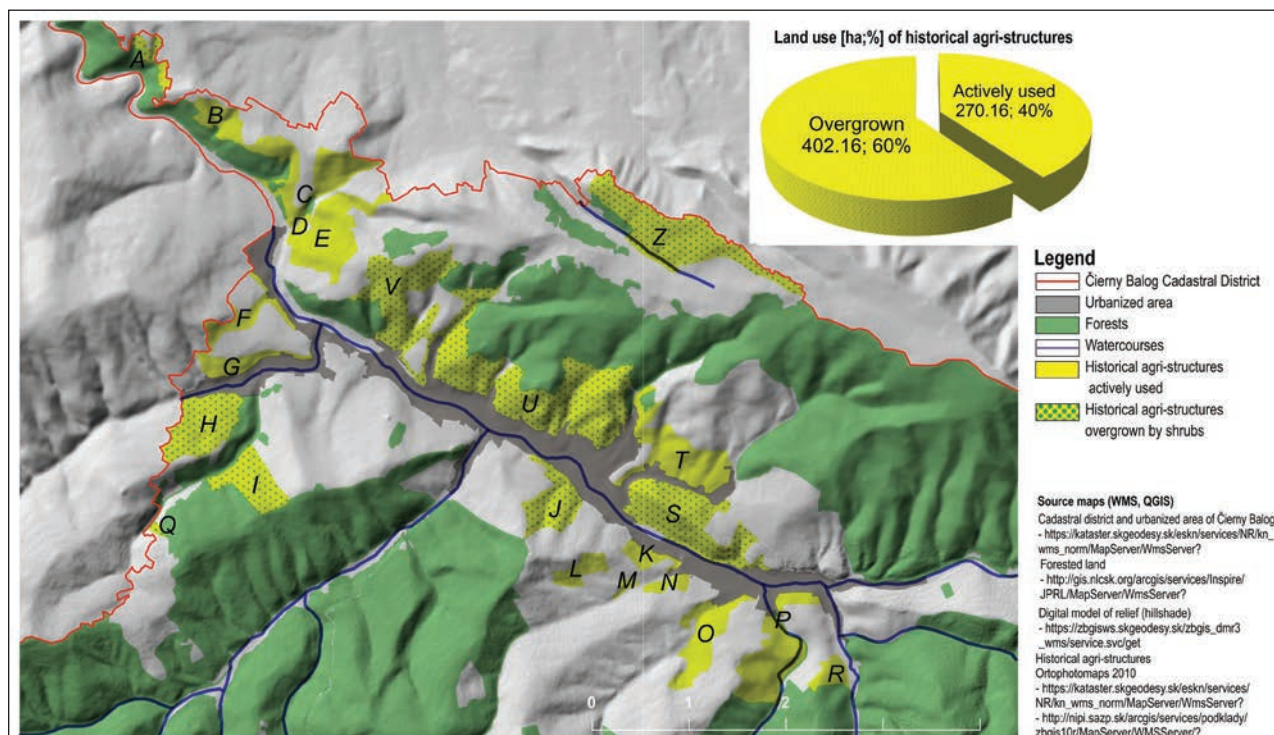 Land use [ha;%] of historical agri-structures
Actively used
270.16; 40%
Overgrown
402.16; 60%
A
B
C
D
E
Z
V
F
G
U
H
T
I
J
S
Q
K
L
M
N
O
P
R
0
1
2
Legend
Čierny Balog Cadastral District
Urbanized area
Forests
Watercourses
Historical agri-structures
actively used
Historical agri-structures
overgrown by shrubs
Source maps (WMS, QGIS)
Cadastral district and urbanized area of Čierny Balog
- https://kataster.skgeodesy.sk/eskn/services/NR/kn_
wms_norm/MapServer/WmsServer?
Forested land
- http://gis.nlcsk.org/arcgis/services/Inspire/
JPRL/MapServer/WmsServer?
Digital model of relief (hillshade)
- https://zbgisws.skgeodesy.sk/zbgis_dmr3
_wms/service.svc/get
Historical agri-structures
Ortophotomaps 2010
- https://kataster.skgeodesy.sk/eskn/services/
NR/kn_wms_norm/MapServer/WmsServer?
- http://nipi.sazp.sk/arcgis/services/podklady/
zbgis10r/MapServer/WMSServer/?